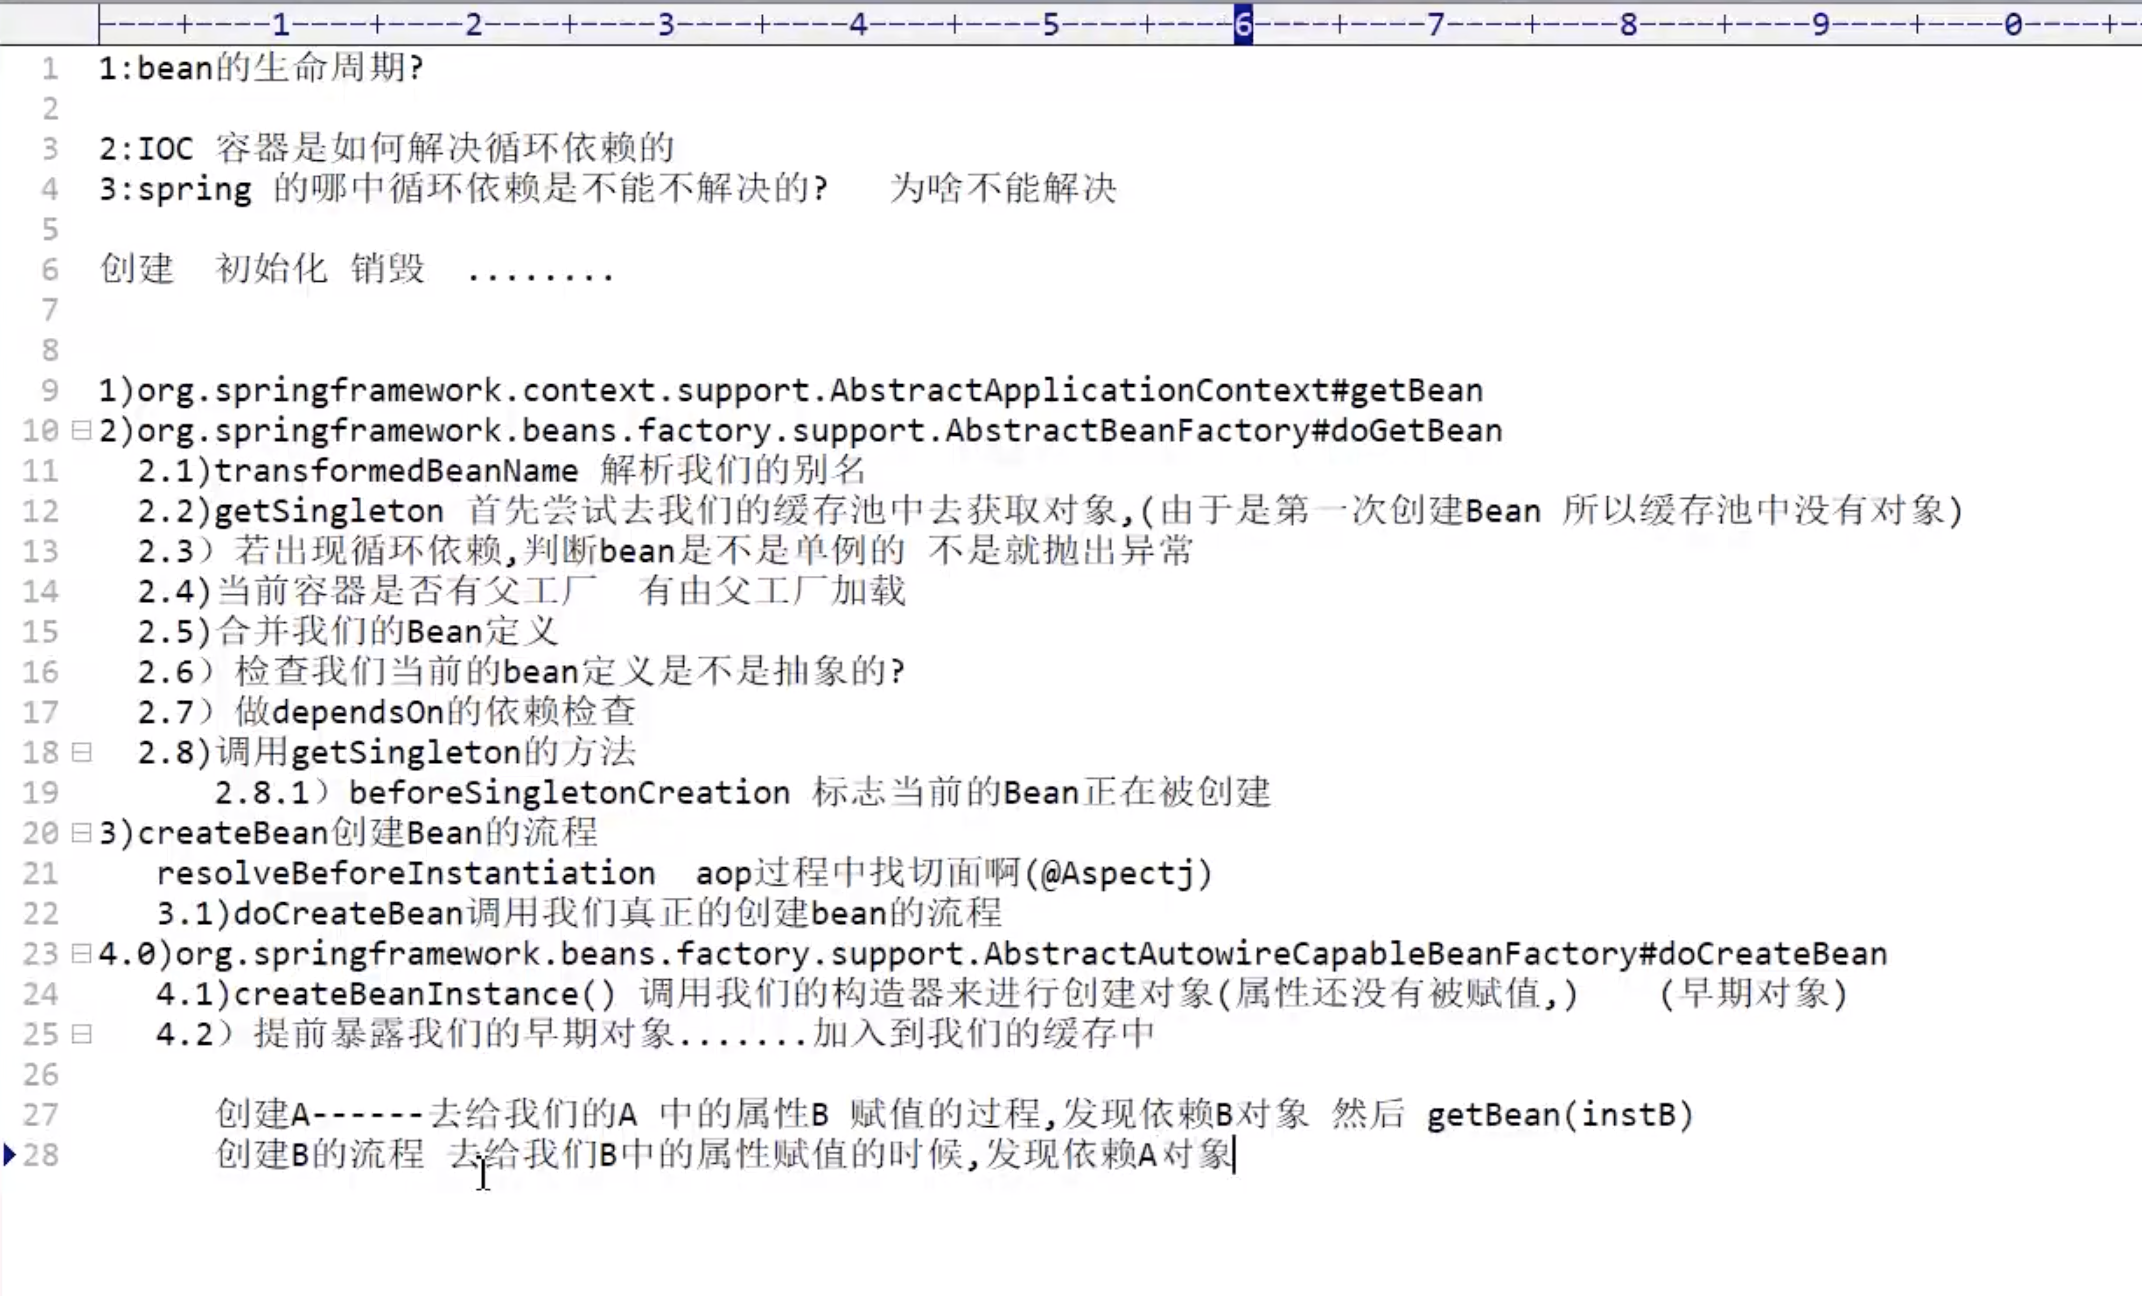 ----+----1----+----2----+----3----+----4----+----5----+----6----+----7----+----8----+----9----+----0----+-
1 1:bean的生命周期?
2
3 2:IOC 容器是如何解决循环依赖的
4 3:spring 的哪中循环依赖是不能不解决的? 为啥不能解决
5
6 创建 初始化 销毁 ........
7
8
9 1)org.springframework.context.support.AbstractApplicationContext#getBean
10 2)org.springframework.beans.factory.support.AbstractBeanFactory#doGetBean
11 2.1)transformedBeanName 解析我们的别名
12 2.2)getSingleton 首先尝试去我们的缓存池中去获取对象,(由于是第一次创建Bean 所以缓存池中没有对象)
13 2.3）若出现循环依赖,判断bean是不是单例的 不是就抛出异常
14 2.4)当前容器是否有父工厂 有由父工厂加载
15 2.5)合并我们的Bean定义
16 2.6）检查我们当前的bean定义是不是抽象的?
17 2.7）做dependsOn的依赖检查
18 2.8)调用getSingleton的方法
19 2.8.1）beforeSingletonCreation 标志当前的Bean正在被创建
20 3)createBean创建Bean的流程
21 resolveBeforeInstantiation aop过程中找切面啊(@Aspectj)
22 3.1)doCreateBean调用我们真正的创建bean的流程
23 4.0)org.springframework.beans.factory.support.AbstractAutowireCapableBeanFactory#doCreateBean
24 4.1)createBeanInstance() 调用我们的构造器来进行创建对象(属性还没有被赋值,) (早期对象)
25 4.2）提前暴露我们的早期对象.......加入到我们的缓存中
26
27 创建A------去给我们的A 中的属性B 赋值的过程,发现依赖B对象 然后 getBean(instB)
28 创建B的流程 去给我们B中的属性赋值的时候,发现依赖A对象